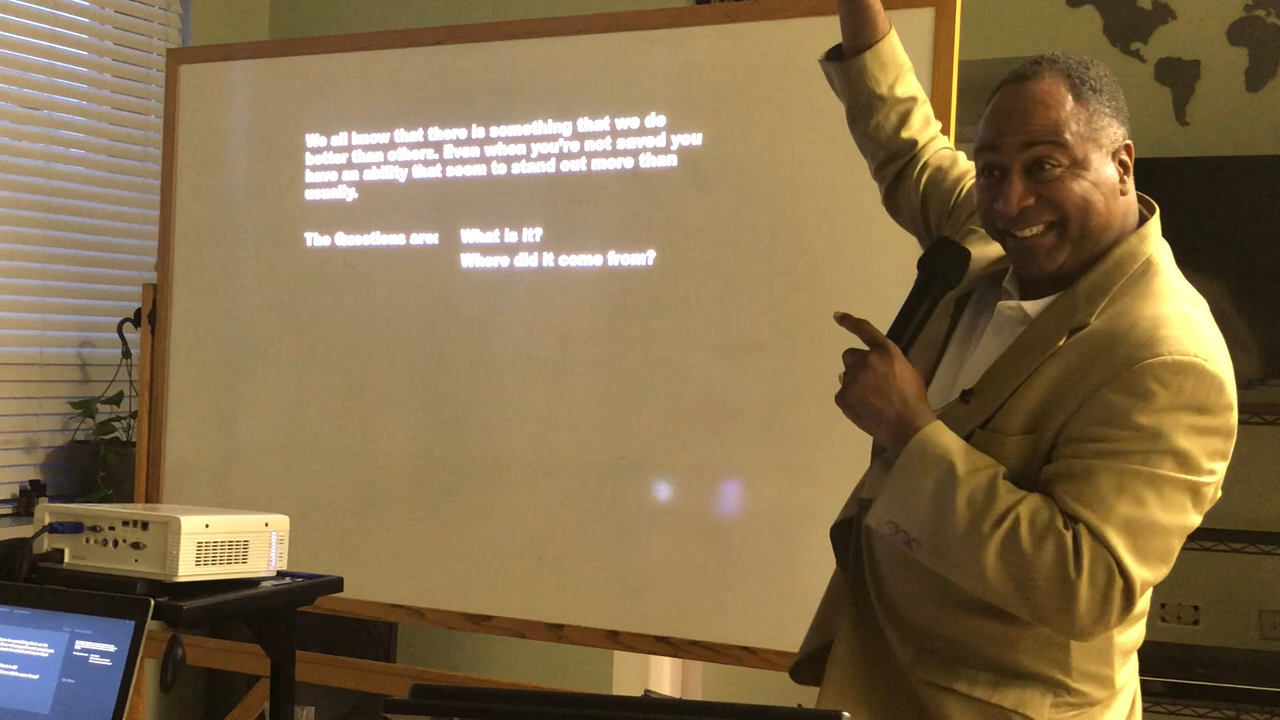 We all know that there is something that we do
better than others. Even when you're not saved you
have an ability that seem to stand out more than
usually.
The Questions are: What is it?
Where did it come from?